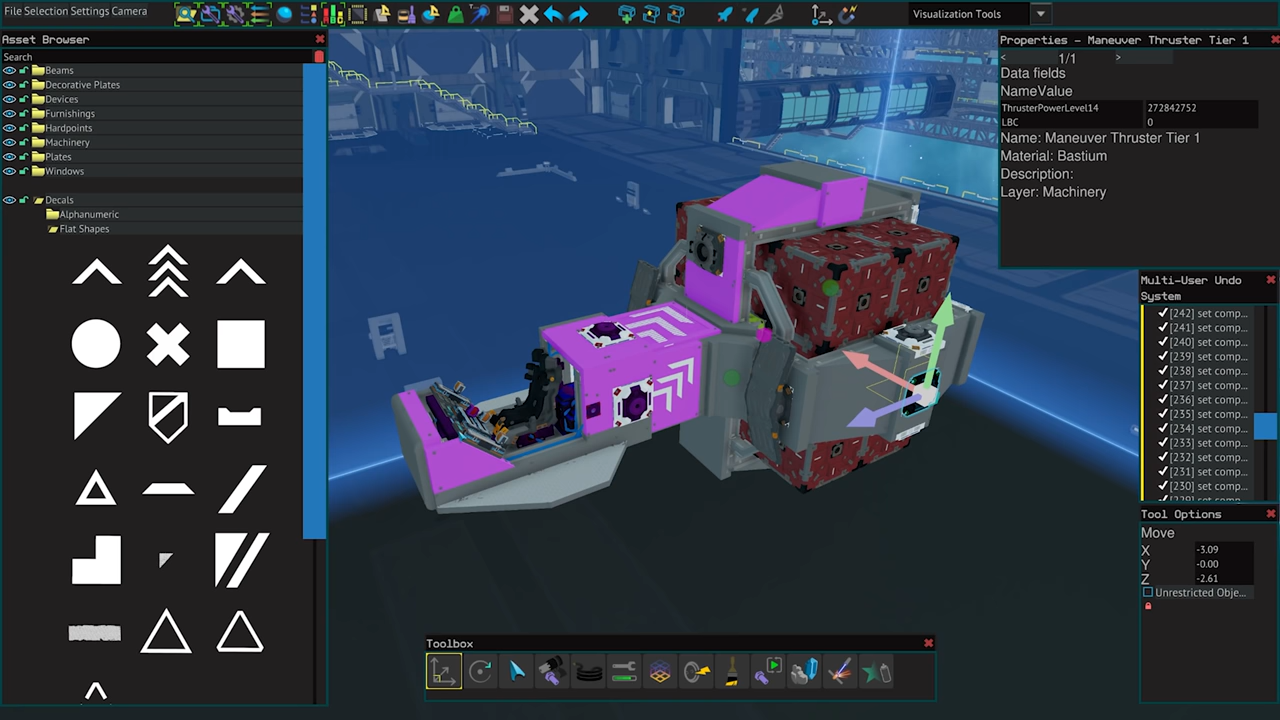 File Selection Settings Camera
Visualization Tools
Asset Browser
Search
Beams
Decorative Plates
Devices
Furnishings
Hardpoints
Machinery
Plates
Windows
Decals
Alphanumeric
Flat Shapes
Properties - Maneuver Thruster Tier 1
< 1/1 >
Data fields
NameValue
ThrusterPowerLevel14 272842752
LBC 0
Name: Maneuver Thruster Tier 1
Material: Bastium
Description:
Layer: Machinery
Multi-User Undo
System
[242] set comp...
[241] set comp...
[240] set comp...
[239] set comp...
[238] set comp...
[237] set comp...
[236] set comp...
[235] set comp...
[234] set comp...
[233] set comp...
[232] set comp...
[231] set comp...
[230] set comp...
[229] set comp...
Tool Options
Move
X -3.09
Y -0.00
Z -2.61
Unrestricted Obje...
Toolbox